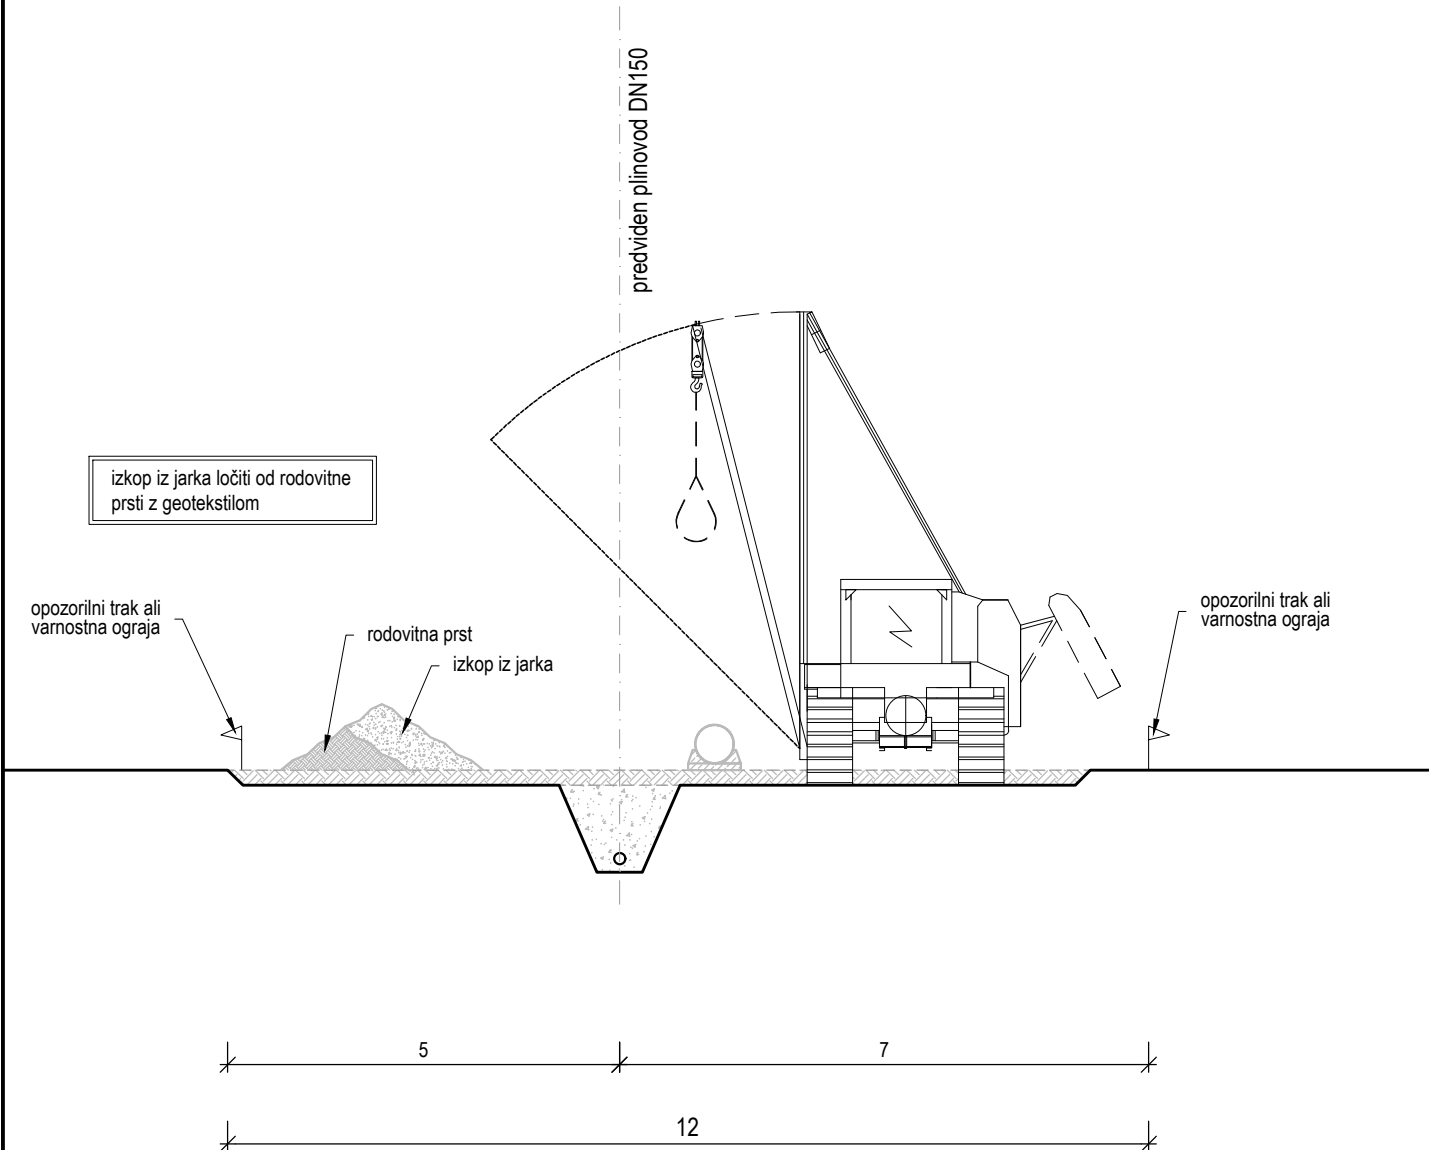 predviden plinovod DN150
izkop iz jarka ločiti od rodovitne
prsti z geotekstilom
opozorilni trak ali
varnostna ograja
rodovitna prst
izkop iz jarka
opozorilni trak ali
varnostna ograja
5
7
12